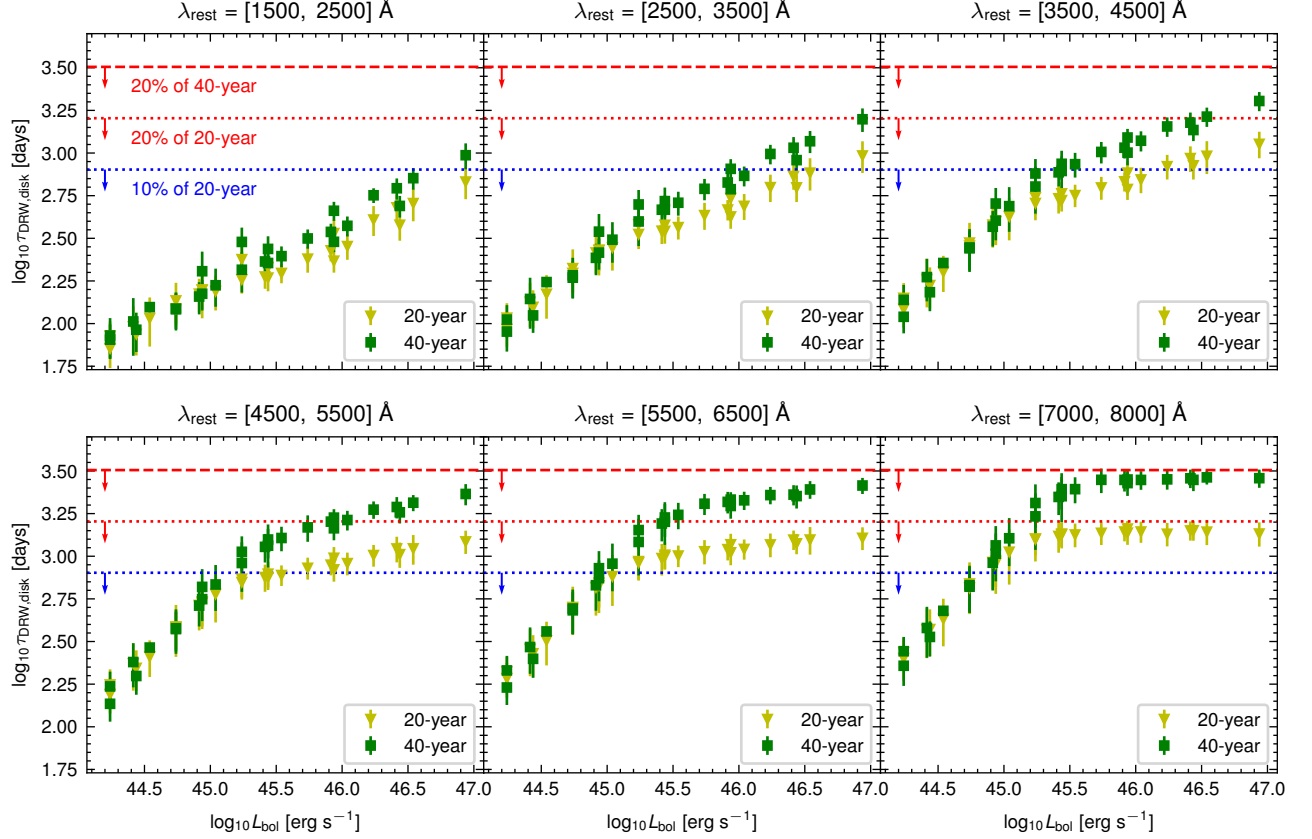 λrest = [1500, 2500] Å
λrest = [2500, 3500] Å
λrest = [3500, 4500] Å
log10 τDRW,disk [days]
3.50
3.25
3.00
2.75
2.50
2.25
2.00
1.75
20% of 40-year
20% of 20-year
10% of 20-year
20-year
40-year
20-year
40-year
20-year
40-year
λrest = [4500, 5500] Å
λrest = [5500, 6500] Å
λrest = [7000, 8000] Å
log10 τDRW,disk [days]
3.50
3.25
3.00
2.75
2.50
2.25
2.00
1.75
20-year
40-year
20-year
40-year
20-year
40-year
44.5 45.0 45.5 46.0 46.5 47.0
44.5 45.0 45.5 46.0 46.5 47.0
44.5 45.0 45.5 46.0 46.5 47.0
log10 Lbol [erg s−1]
log10 Lbol [erg s−1]
log10 Lbol [erg s−1]